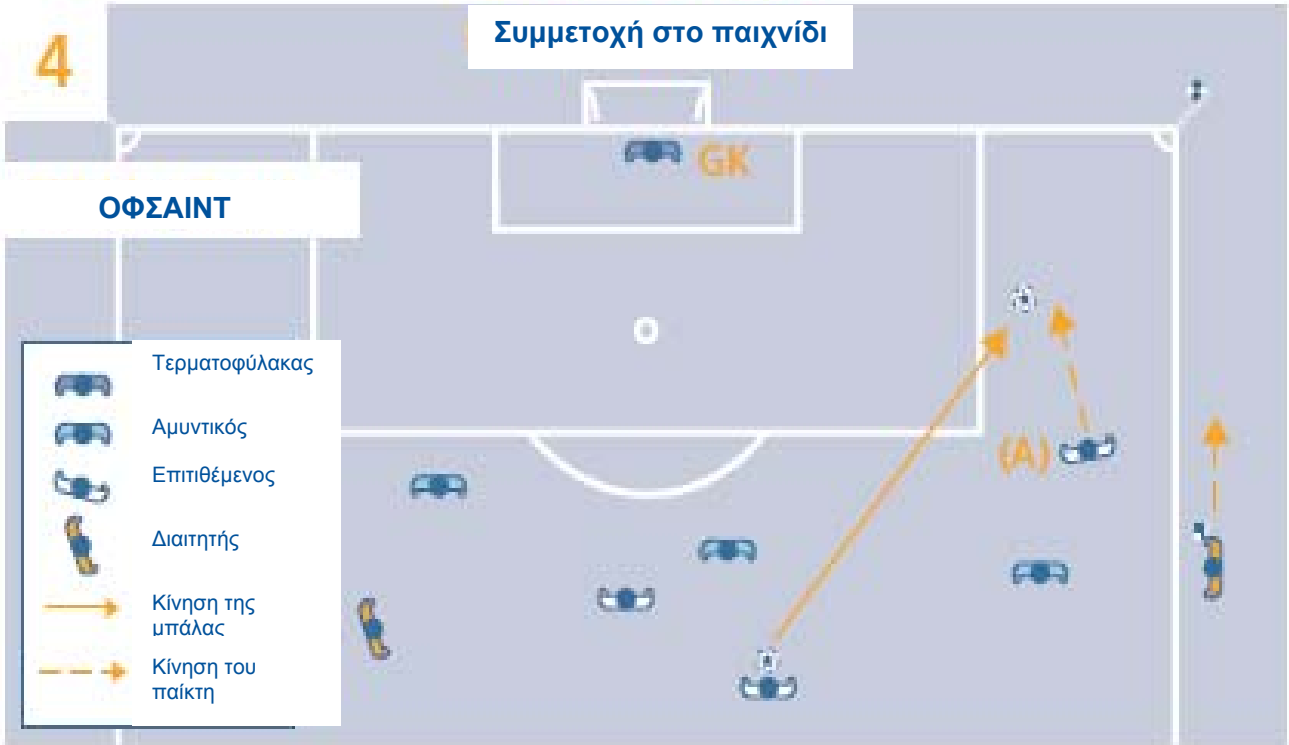 4
Συμμετοχή στο παιχνίδι
GK
ΟΦΣΑΙΝΤ
Τερματοφύλακας
Αμυντικός
Επιτιθέμενος
Διαιτητής
Κίνηση της
μπάλας
Κίνηση του
παίκτη
(A)